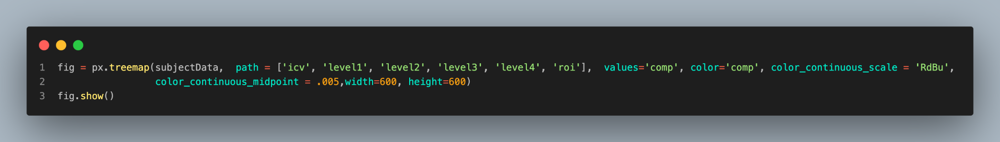 1 fig = px.treemap(subjectData,  path = ['icv', 'level1', 'level2', 'level3', 'level4', 'roi'],  values='comp', color='comp', color_continuous_scale = 'RdBu',
2                  color_continuous_midpoint = .005,width=600, height=600)
3 fig.show()